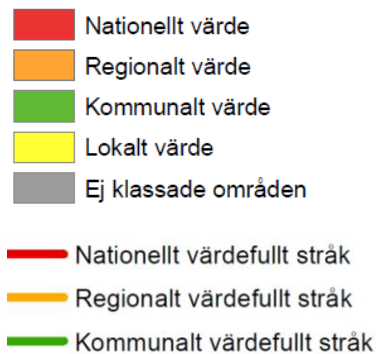 Nationellt värde
Regionalt värde
Kommunalt värde
Lokalt värde
Ej klassade områden
Nationellt värdefullt stråk
Regionalt värdefullt stråk
Kommunalt värdefullt stråk